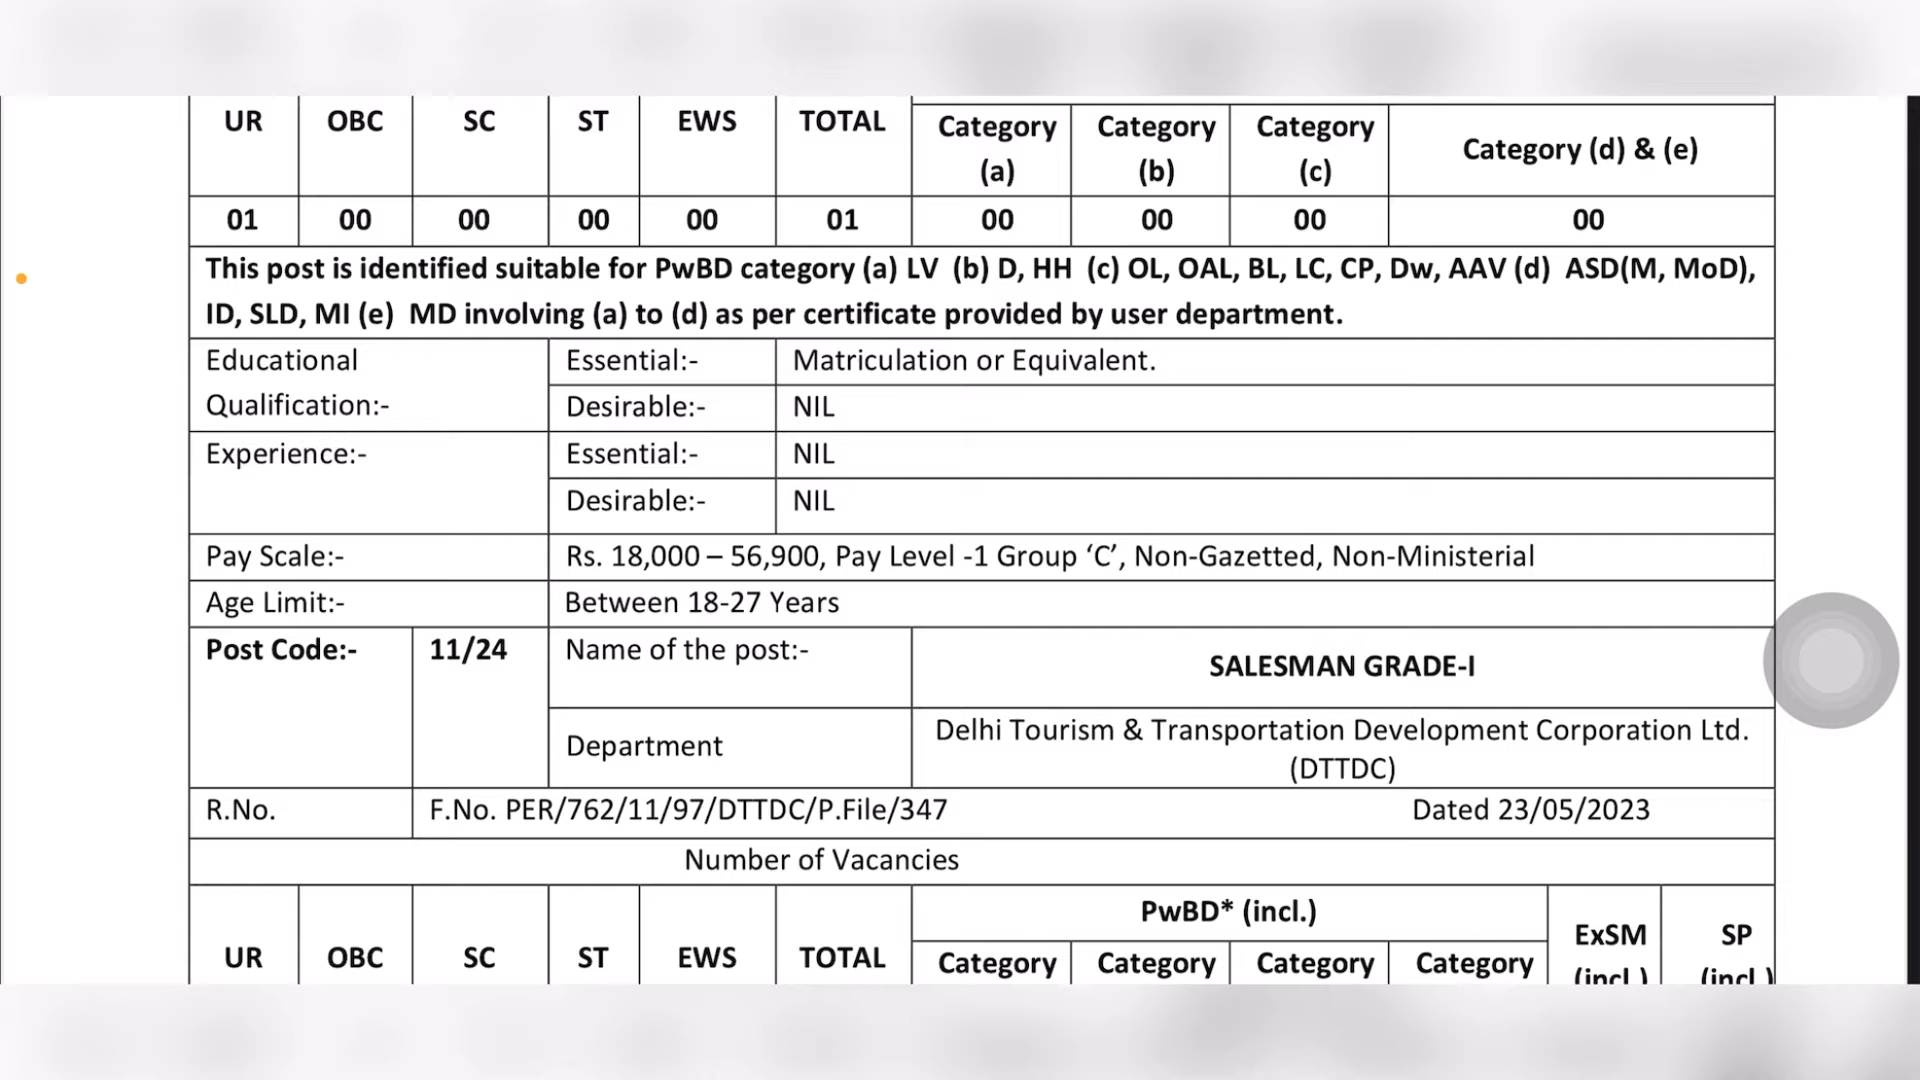 UR OBC SC ST EWS TOTAL Category (a) Category (b) Category (c) Category (d) & (e)
01 00 00 00 00 01 00 00 00 00
This post is identified suitable for PwBD category (a) LV (b) D, HH (c) OL, OAL, BL, LC, CP, Dw, AAV (d) ASD(M, MoD),
ID, SLD, MI (e) MD involving (a) to (d) as per certificate provided by user department.
Educational Qualification:- Essential:- Matriculation or Equivalent.
Desirable:- NIL
Experience:- Essential:- NIL
Desirable:- NIL
Pay Scale:- Rs. 18,000 – 56,900, Pay Level -1 Group ‘C’, Non-Gazetted, Non-Ministerial
Age Limit:- Between 18-27 Years
Post Code:- 11/24 Name of the post:- SALESMAN GRADE-I
Department Delhi Tourism & Transportation Development Corporation Ltd.
(DTTDC)
R.No. F.No. PER/762/11/97/DTTDC/P.File/347 Dated 23/05/2023
Number of Vacancies
PwBD* (incl.)
UR OBC SC ST EWS TOTAL Category Category Category Category ExSM (incl.) SP (incl.)